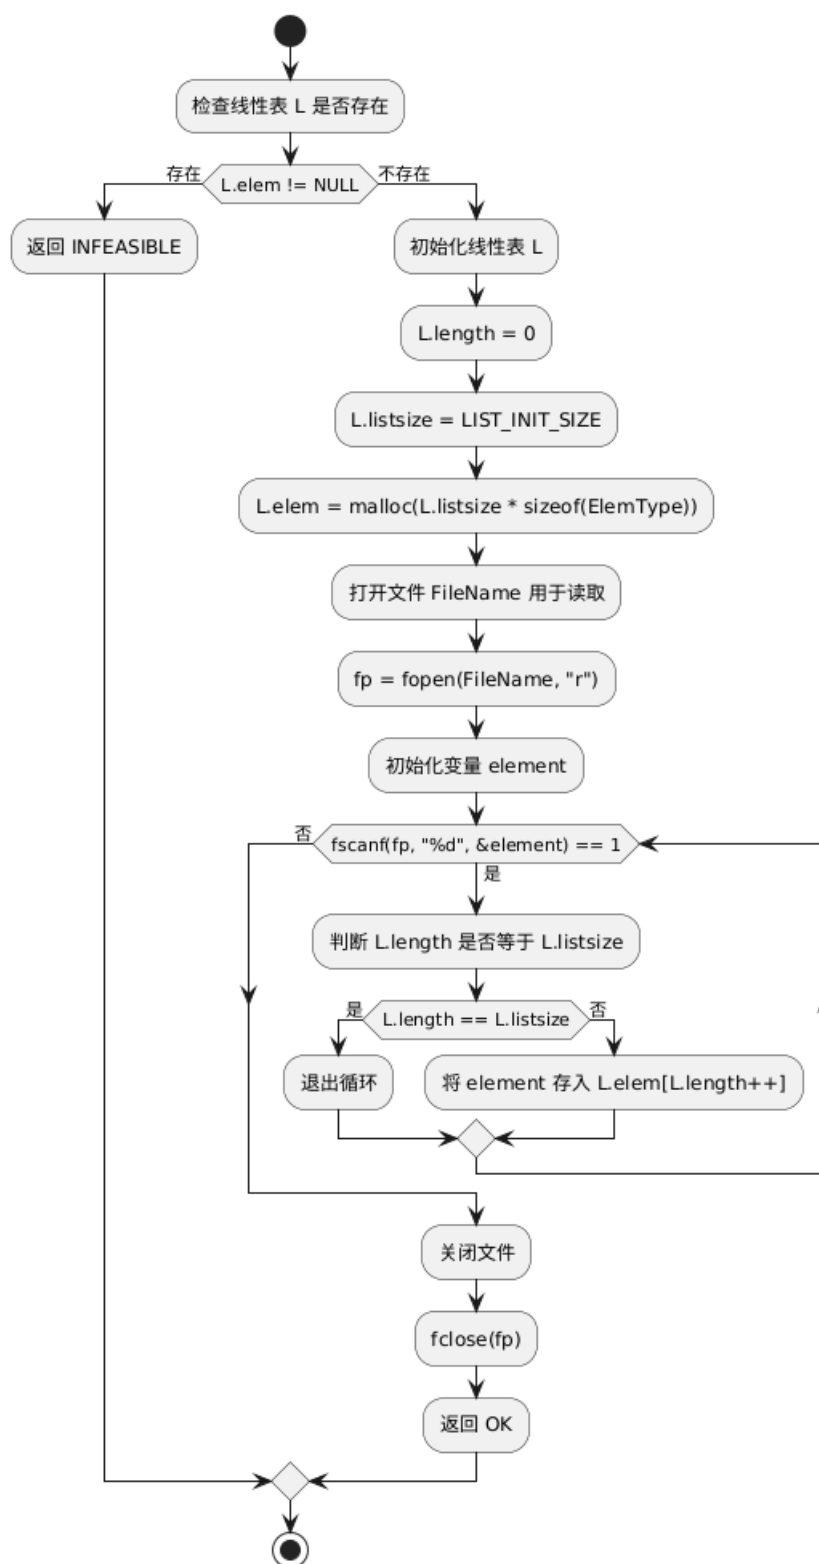 检查线性表 L 是否存在
存在
L.elem != NULL
不存在
返回 INFEASIBLE
初始化线性表 L
L.length = 0
L.listsize = LIST_INIT_SIZE
L.elem = malloc(L.listsize * sizeof(ElemType))
打开文件 FileName 用于读取
fp = fopen(FileName, "r")
初始化变量 element
否
fscanf(fp, "%d", &element) == 1
是
判断 L.length 是否等于 L.listsize
是
L.length == L.listsize
否
退出循环
将 element 存入 L.elem[L.length++]
关闭文件
fclose(fp)
返回 OK